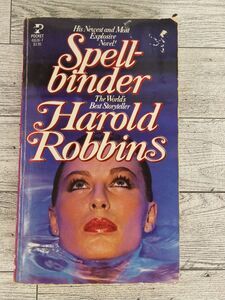 POCKET
His Newest and Most
Explosive
Novel!
Spell-
binder
The World's
Best Storyteller
Harold
Robbins